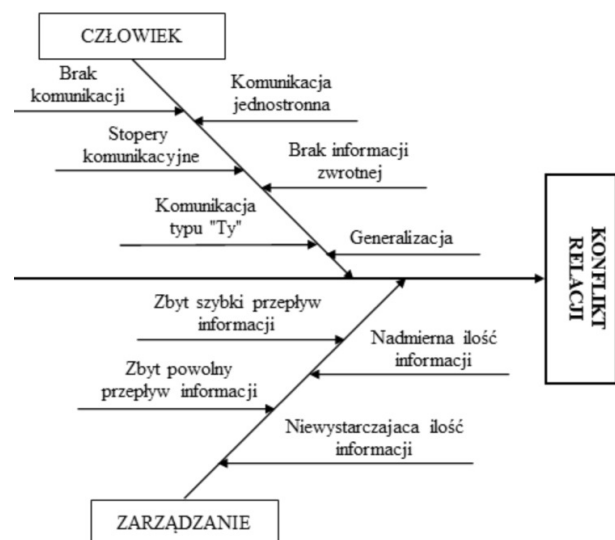 CZŁOWIEK
Brak
komunikacji
Komunikacja
jednostronna
Stopery
komunikacyjne
Brak informacji
zwrotnej
Komunikacja
typu "Ty"
Generalizacja
KONFLIKT
RELACJI
Zbyt szybki przepływ
informacji
Nadmierna ilość
informacji
Zbyt powolny
przepływ informacji
Niewystarczajaca ilość
informacji
ZARZĄDZANIE